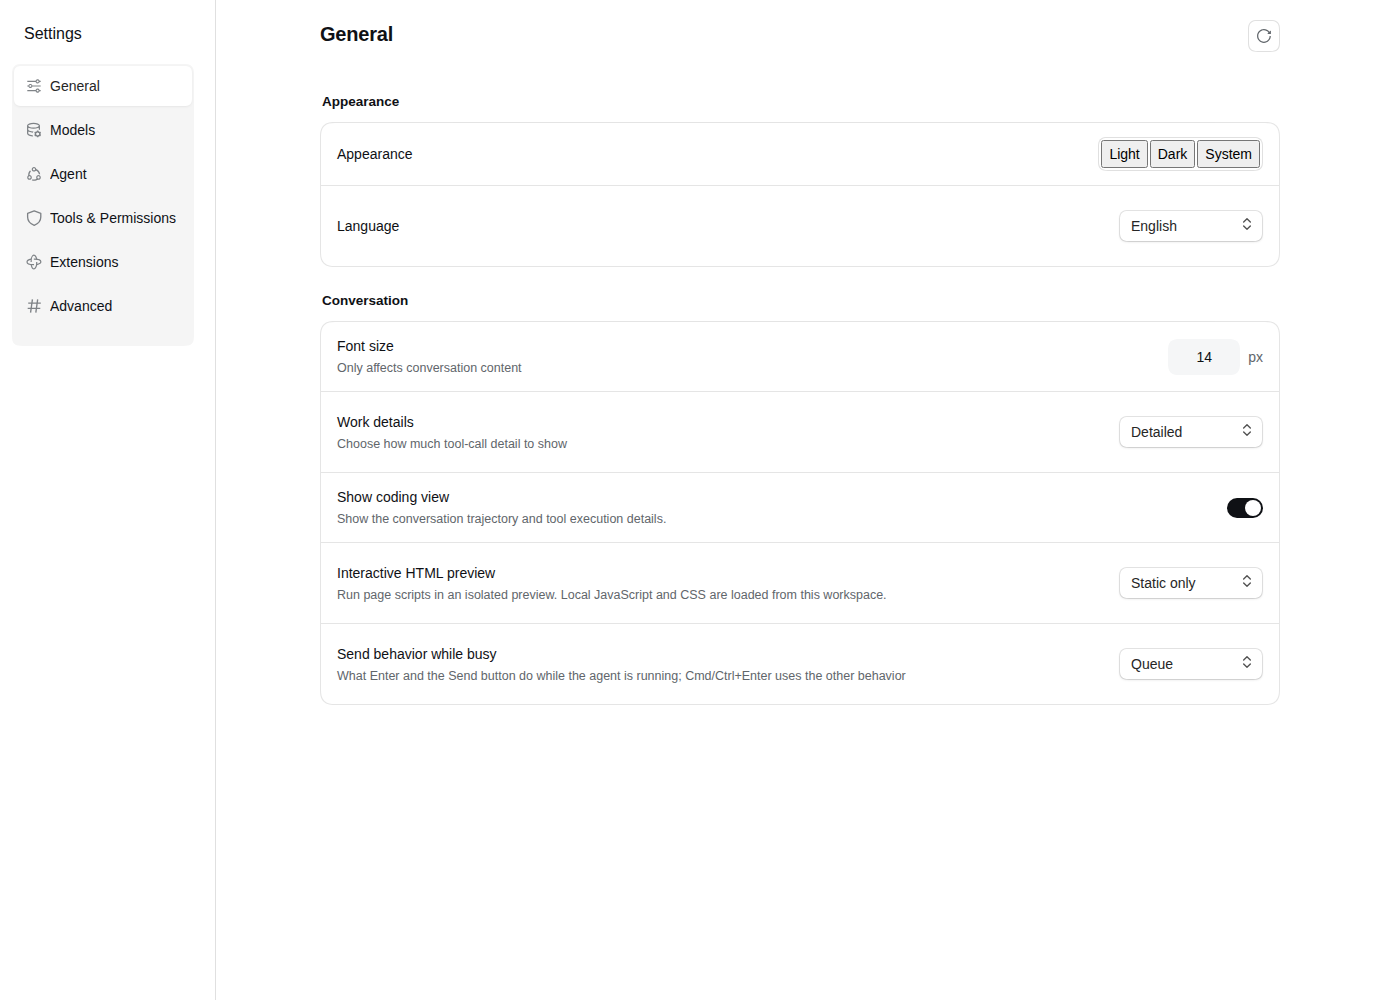 Settings
General
Models
Agent
Tools & Permissions
Extensions
Advanced
General
Appearance
Appearance
Light Dark System
Language
English
Conversation
Font size
Only affects conversation content
14 px
Work details
Choose how much tool-call detail to show
Detailed
Show coding view
Show the conversation trajectory and tool execution details.
Interactive HTML preview
Run page scripts in an isolated preview. Local JavaScript and CSS are loaded from this workspace.
Static only
Send behavior while busy
What Enter and the Send button do while the agent is running; Cmd/Ctrl+Enter uses the other behavior
Queue